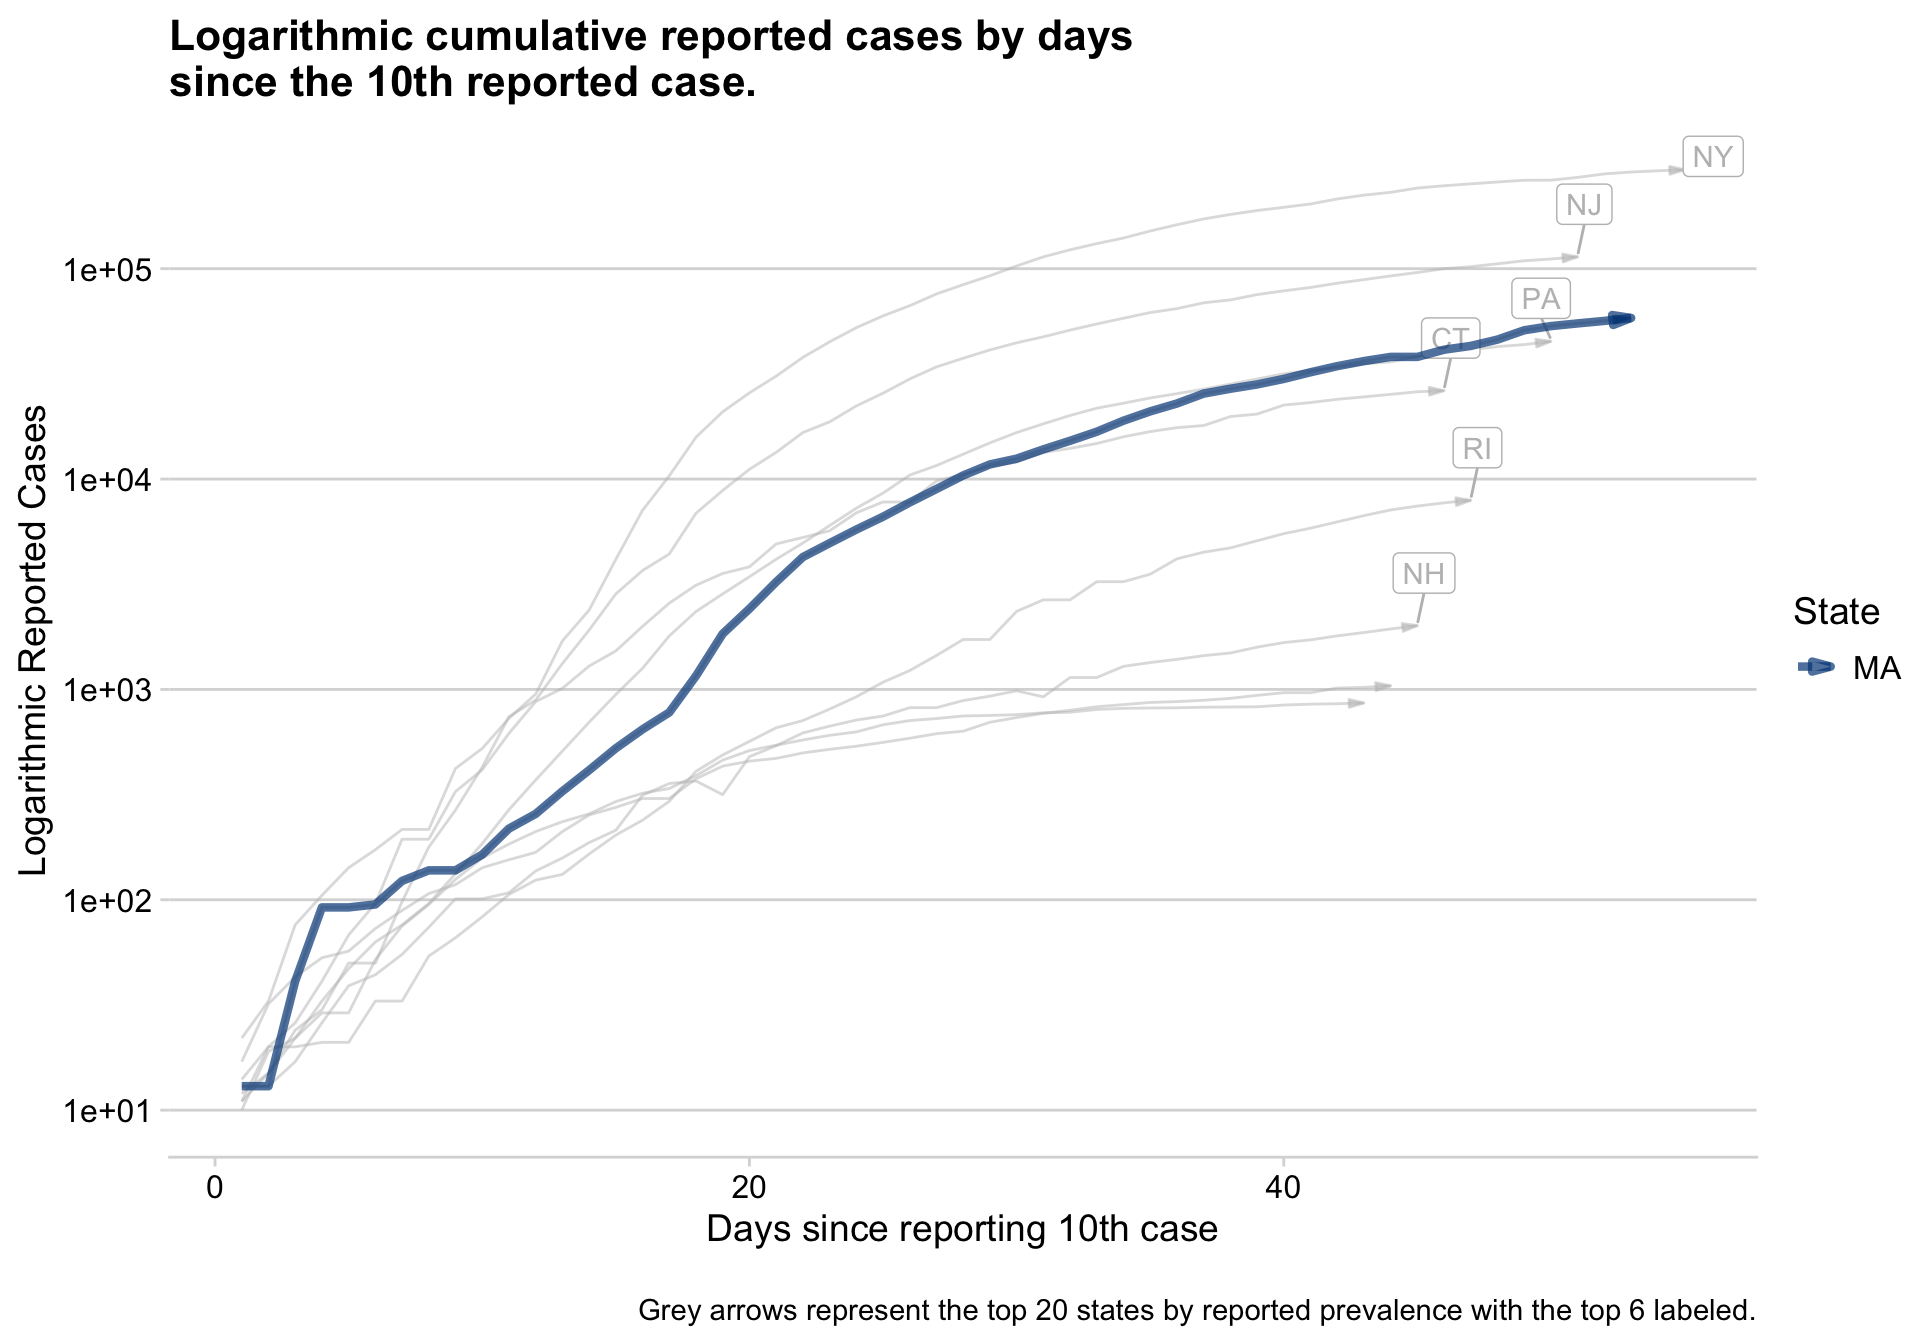 Logarithmic cumulative reported cases by days
since the 10th reported case.
NY
NJ
1e+05
PA
CT
RI
1e+04
NH
State
MA
1e+03
1e+02
1e+01
Logarithmic Reported Cases
0
20
40
Days since reporting 10th case
Grey arrows represent the top 20 states by reported prevalence with the top 6 labeled.